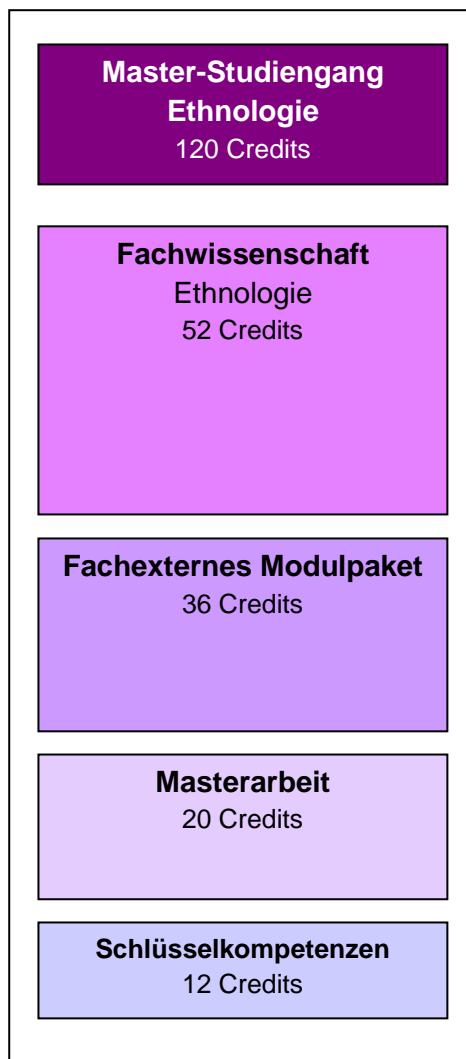 Master-Studiengang
Ethnologie
120 Credits
Fachwissenschaft
Ethnologie
52 Credits
Fachexternes Modulpaket
36 Credits
Masterarbeit
20 Credits
Schlüsselkompetenzen
12 Credits